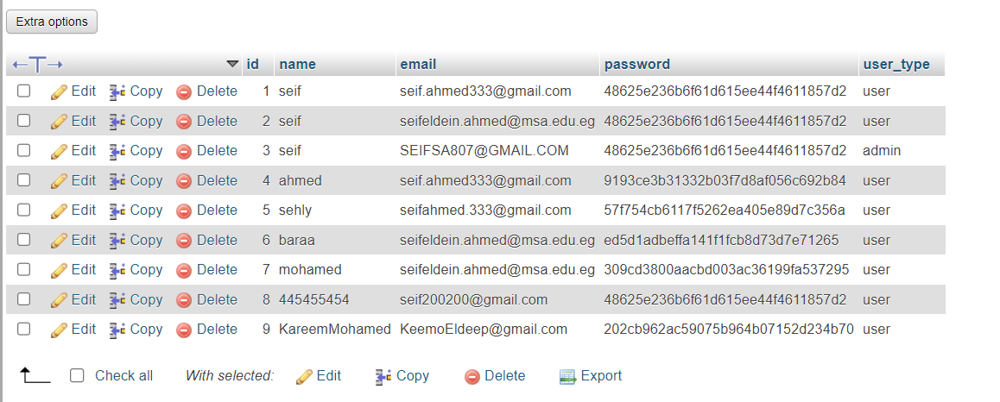 Extra options
id name email password user_type
Edit Copy Delete 1 seif seif.ahmed333@gmail.com 48625e236b6f61d615ee44f4611857d2 user
Edit Copy Delete 2 seif seifeldein.ahmed@msa.edu.eg 48625e236b6f61d615ee44f4611857d2 user
Edit Copy Delete 3 seif SEIFSA807@GMAIL.COM 48625e236b6f61d615ee44f4611857d2 admin
Edit Copy Delete 4 ahmed seif.ahmed333@gmail.com 9193ce3b31332b03f7d8af056c692b84 user
Edit Copy Delete 5 sehly seifahmed.333@gmail.com 57f754cb6117f5262ea405e89d7c356a user
Edit Copy Delete 6 baraa seifeldein.ahmed@msa.edu.eg ed5d1adbeffa141f1fcb8d73d7e71265 user
Edit Copy Delete 7 mohamed seifeldein.ahmed@msa.edu.eg 309cd3800aacbd003ac36199fa537295 user
Edit Copy Delete 8 445455454 seif200200@gmail.com 48625e236b6f61d615ee44f4611857d2 user
Edit Copy Delete 9 KareemMohamed KeemoEldeep@gmail.com 202cb962ac59075b964b07152d234b70 user
Check all With selected: Edit Copy Delete Export